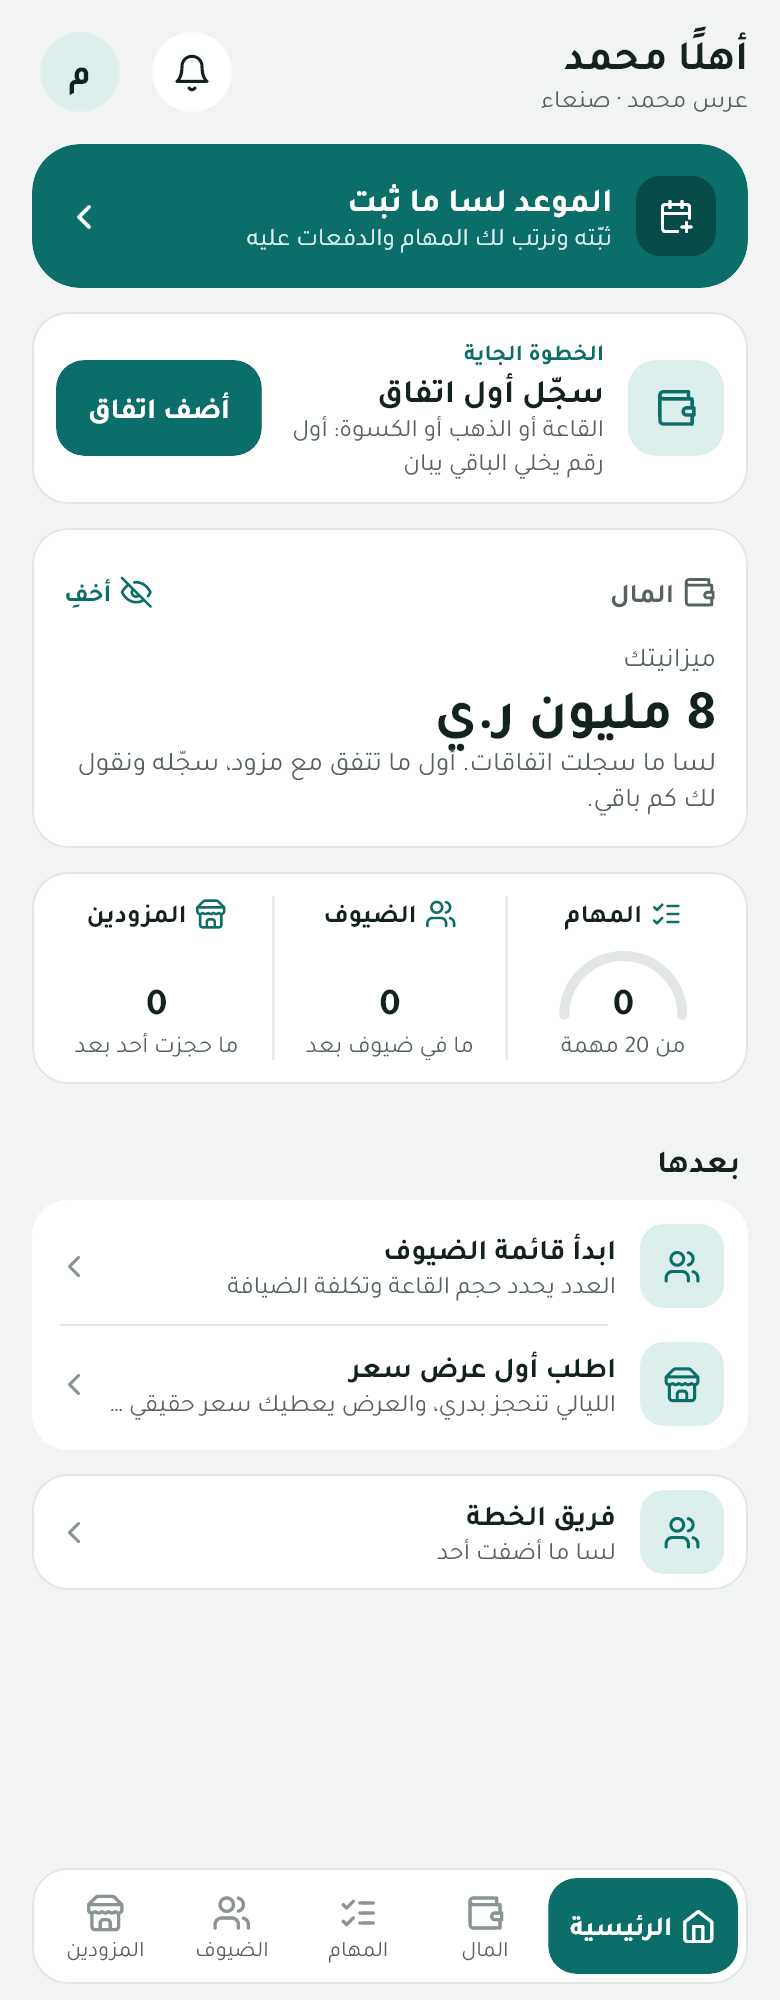 أهلًا محمد
عرس محمد · صنعاء
م
الموعد لسا ما ثبت
ثبّته ونرتب لك المهام والدفعات عليه
الخطوة الجاية
سجّل أول اتفاق
القاعة أو الذهب أو الكسوة: أول
رقم يخلي الباقي يبان
أضف اتفاق
المال
أخفِ
ميزانيتك
8 مليون ر.ي
لسا ما سجلت اتفاقات. أول ما تتفق مع مزود، سجّله ونقول
لك كم باقي.
المهام
0
من 20 مهمة
الضيوف
0
ما في ضيوف بعد
المزودين
0
ما حجزت أحد بعد
بعدها
ابدأ قائمة الضيوف
العدد يحدد حجم القاعة وتكلفة الضيافة
اطلب أول عرض سعر
الليالي تنحجز بدري، والعرض يعطيك سعر حقيقي ...
فريق الخطة
لسا ما أضفت أحد
الرئيسية
المال
المهام
الضيوف
المزودين